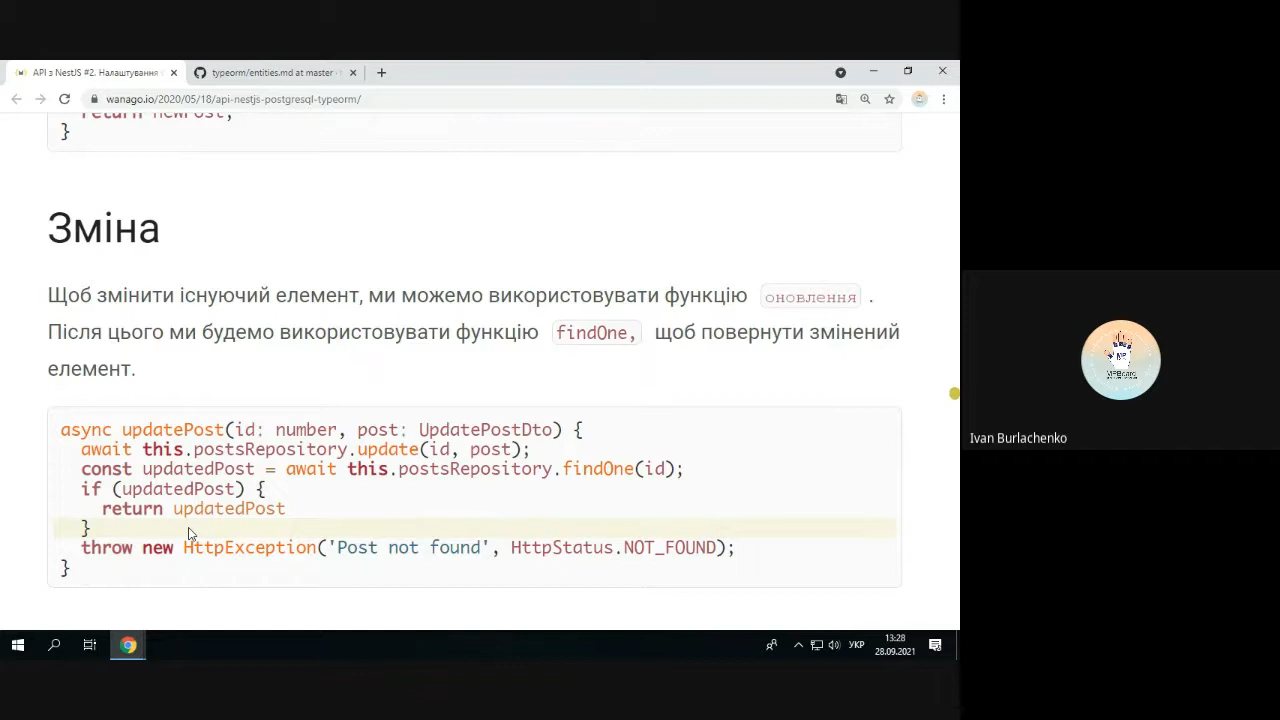 API з NestJS #2. Налаштування
typeorm/entities.md at master ·
wanago.io/2020/05/18/api-nestjs-postgresql-typeorm/
return newPost;
}
Зміна
Щоб змінити існуючий елемент, ми можемо використовувати функцію оновлення .
Після цього ми будемо використовувати функцію findOne, щоб повернути змінений
елемент.
async updatePost(id: number, post: UpdatePostDto) {
await this.postsRepository.update(id, post);
const updatedPost = await this.postsRepository.findOne(id);
if (updatedPost) {
return updatedPost
}
throw new HttpException('Post not found', HttpStatus.NOT_FOUND);
}
Ivan Burlachenko
УКР
13:28
28.09.2021